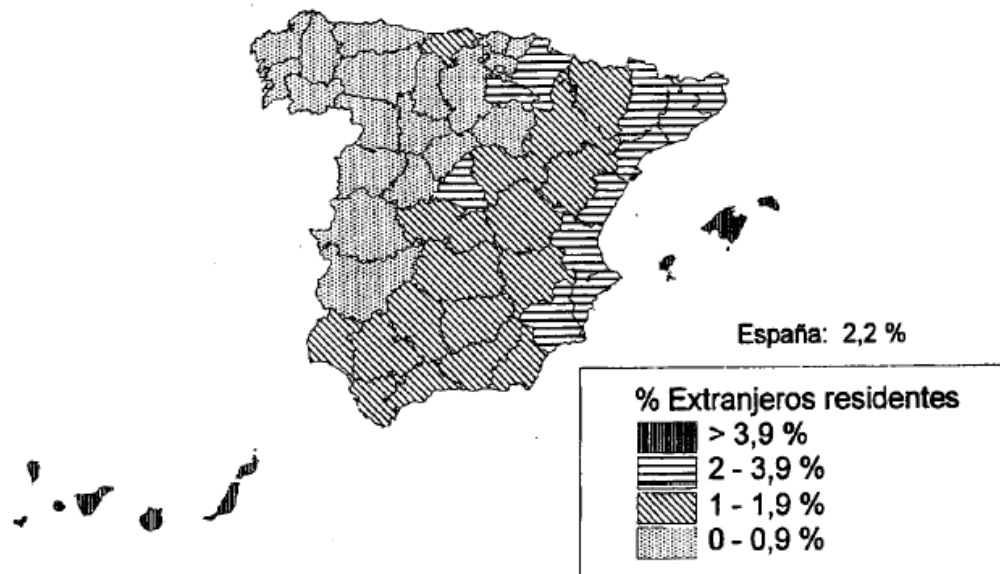 España: 2,2 %
% Extranjeros residentes
> 3,9 %
2 - 3,9 %
1 - 1,9 %
0 - 0,9 %